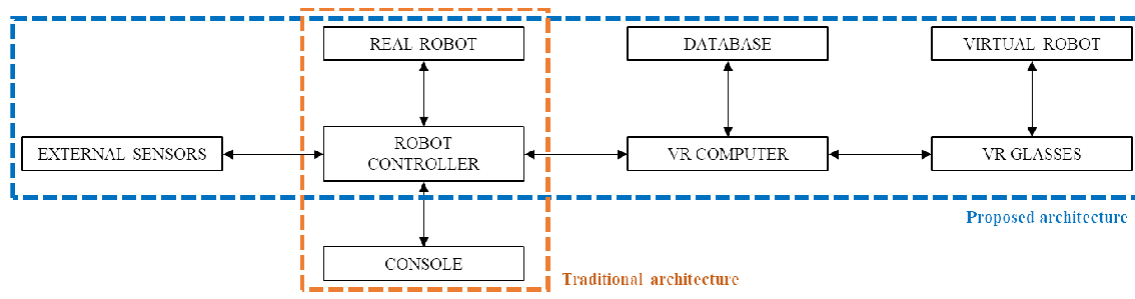 REAL ROBOT
DATABASE
VIRTUAL ROBOT
EXTERNAL SENSORS
ROBOT
CONTROLLER
VR COMPUTER
VR GLASSES
Proposed architecture
CONSOLE
Traditional architecture